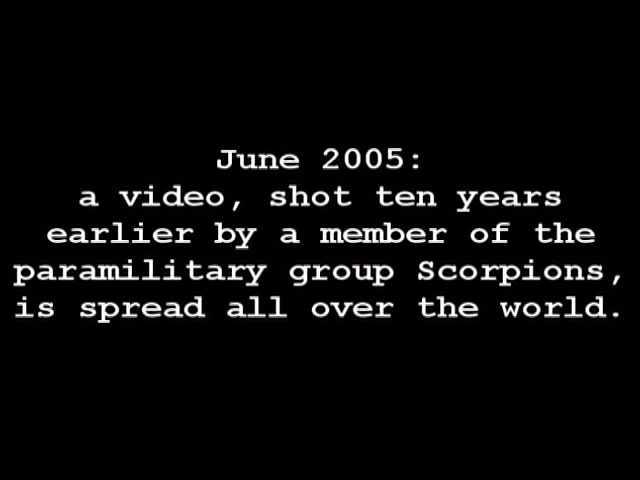 June 2005:
a video, shot ten years
earlier by a member of the
paramilitary group Scorpions,
is spread all over the world.